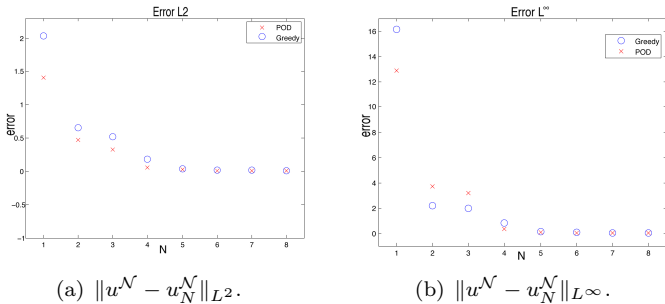 Error L2
POD
Greedy
2
1.5
1
0.5
0
-0.5
-1
error
1 2 3 4 5 6 7 8
N
(a) ∥u^𝒩 − u_N^𝒩∥_{L^2}.
Error L^∞
Greedy
POD
16
14
12
10
8
6
4
2
0
error
1 2 3 4 5 6 7 8
N
(b) ∥u^𝒩 − u_N^𝒩∥_{L^∞}.